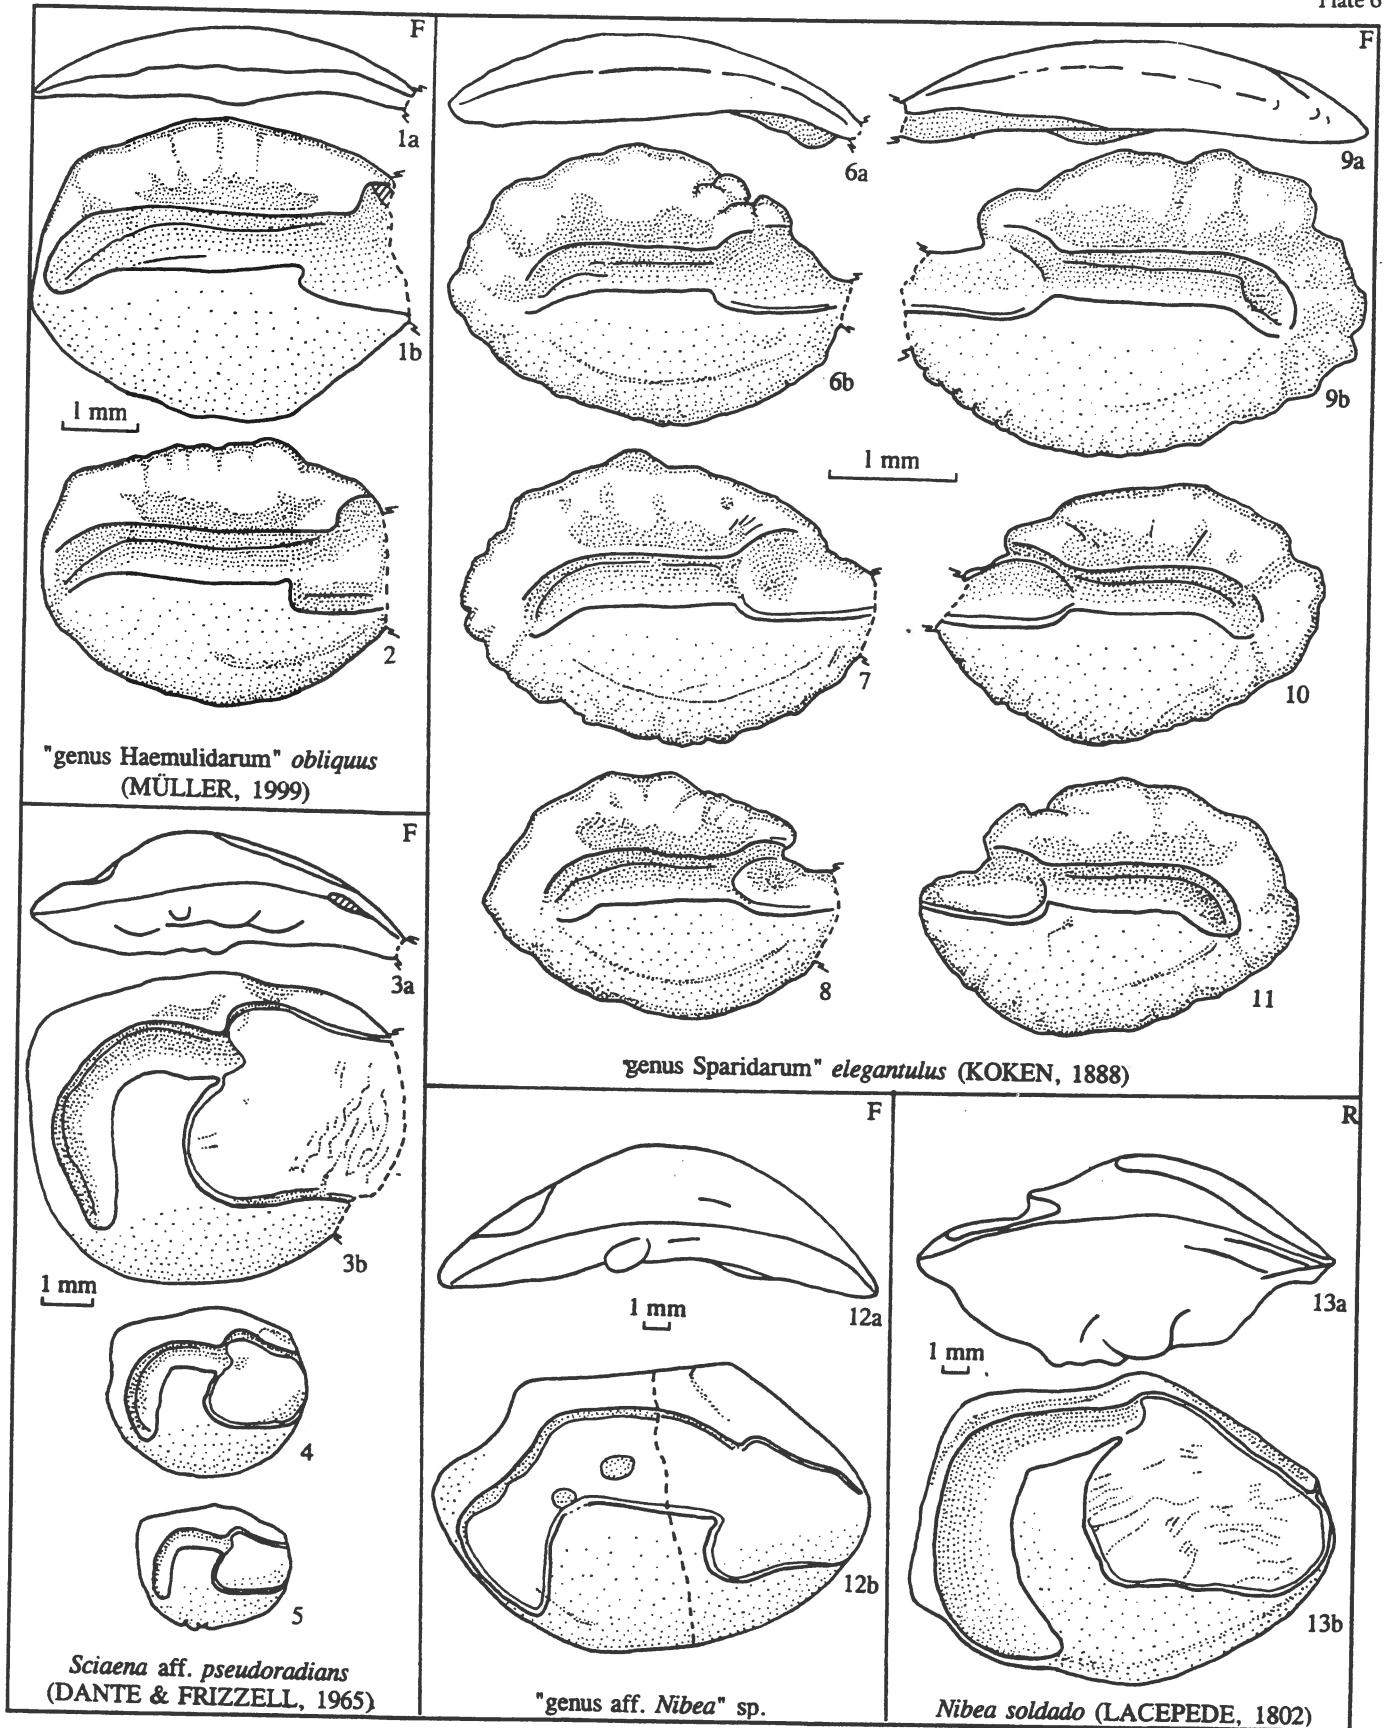 Plate 6
F
1a
1b
1 mm
2
"genus Haemulidarum" obliquus
(MÜLLER, 1999)
F
6a
9a
6b
9b
1 mm
7
10
8
11
"genus Sparidarum" elegantulus (KOKEN, 1888)
F
3a
3b
1 mm
4
5
Sciaena aff. pseudoradians
(DANTE & FRIZZELL, 1965)
F
12a
1 mm
12b
"genus aff. Nibea" sp.
R
13a
1 mm
13b
Nibea soldado (LACEPEDE, 1802)